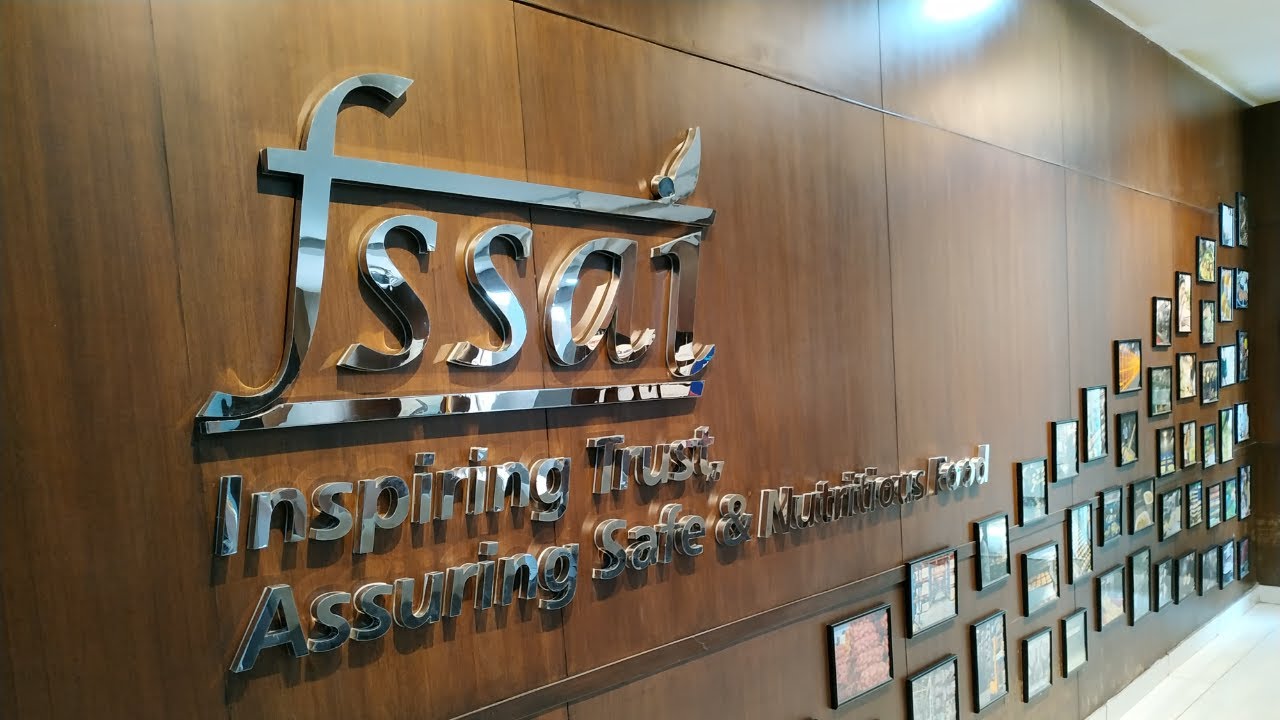 fssai
Inspiring Trust,
Assuring Safe & Nutritious Food